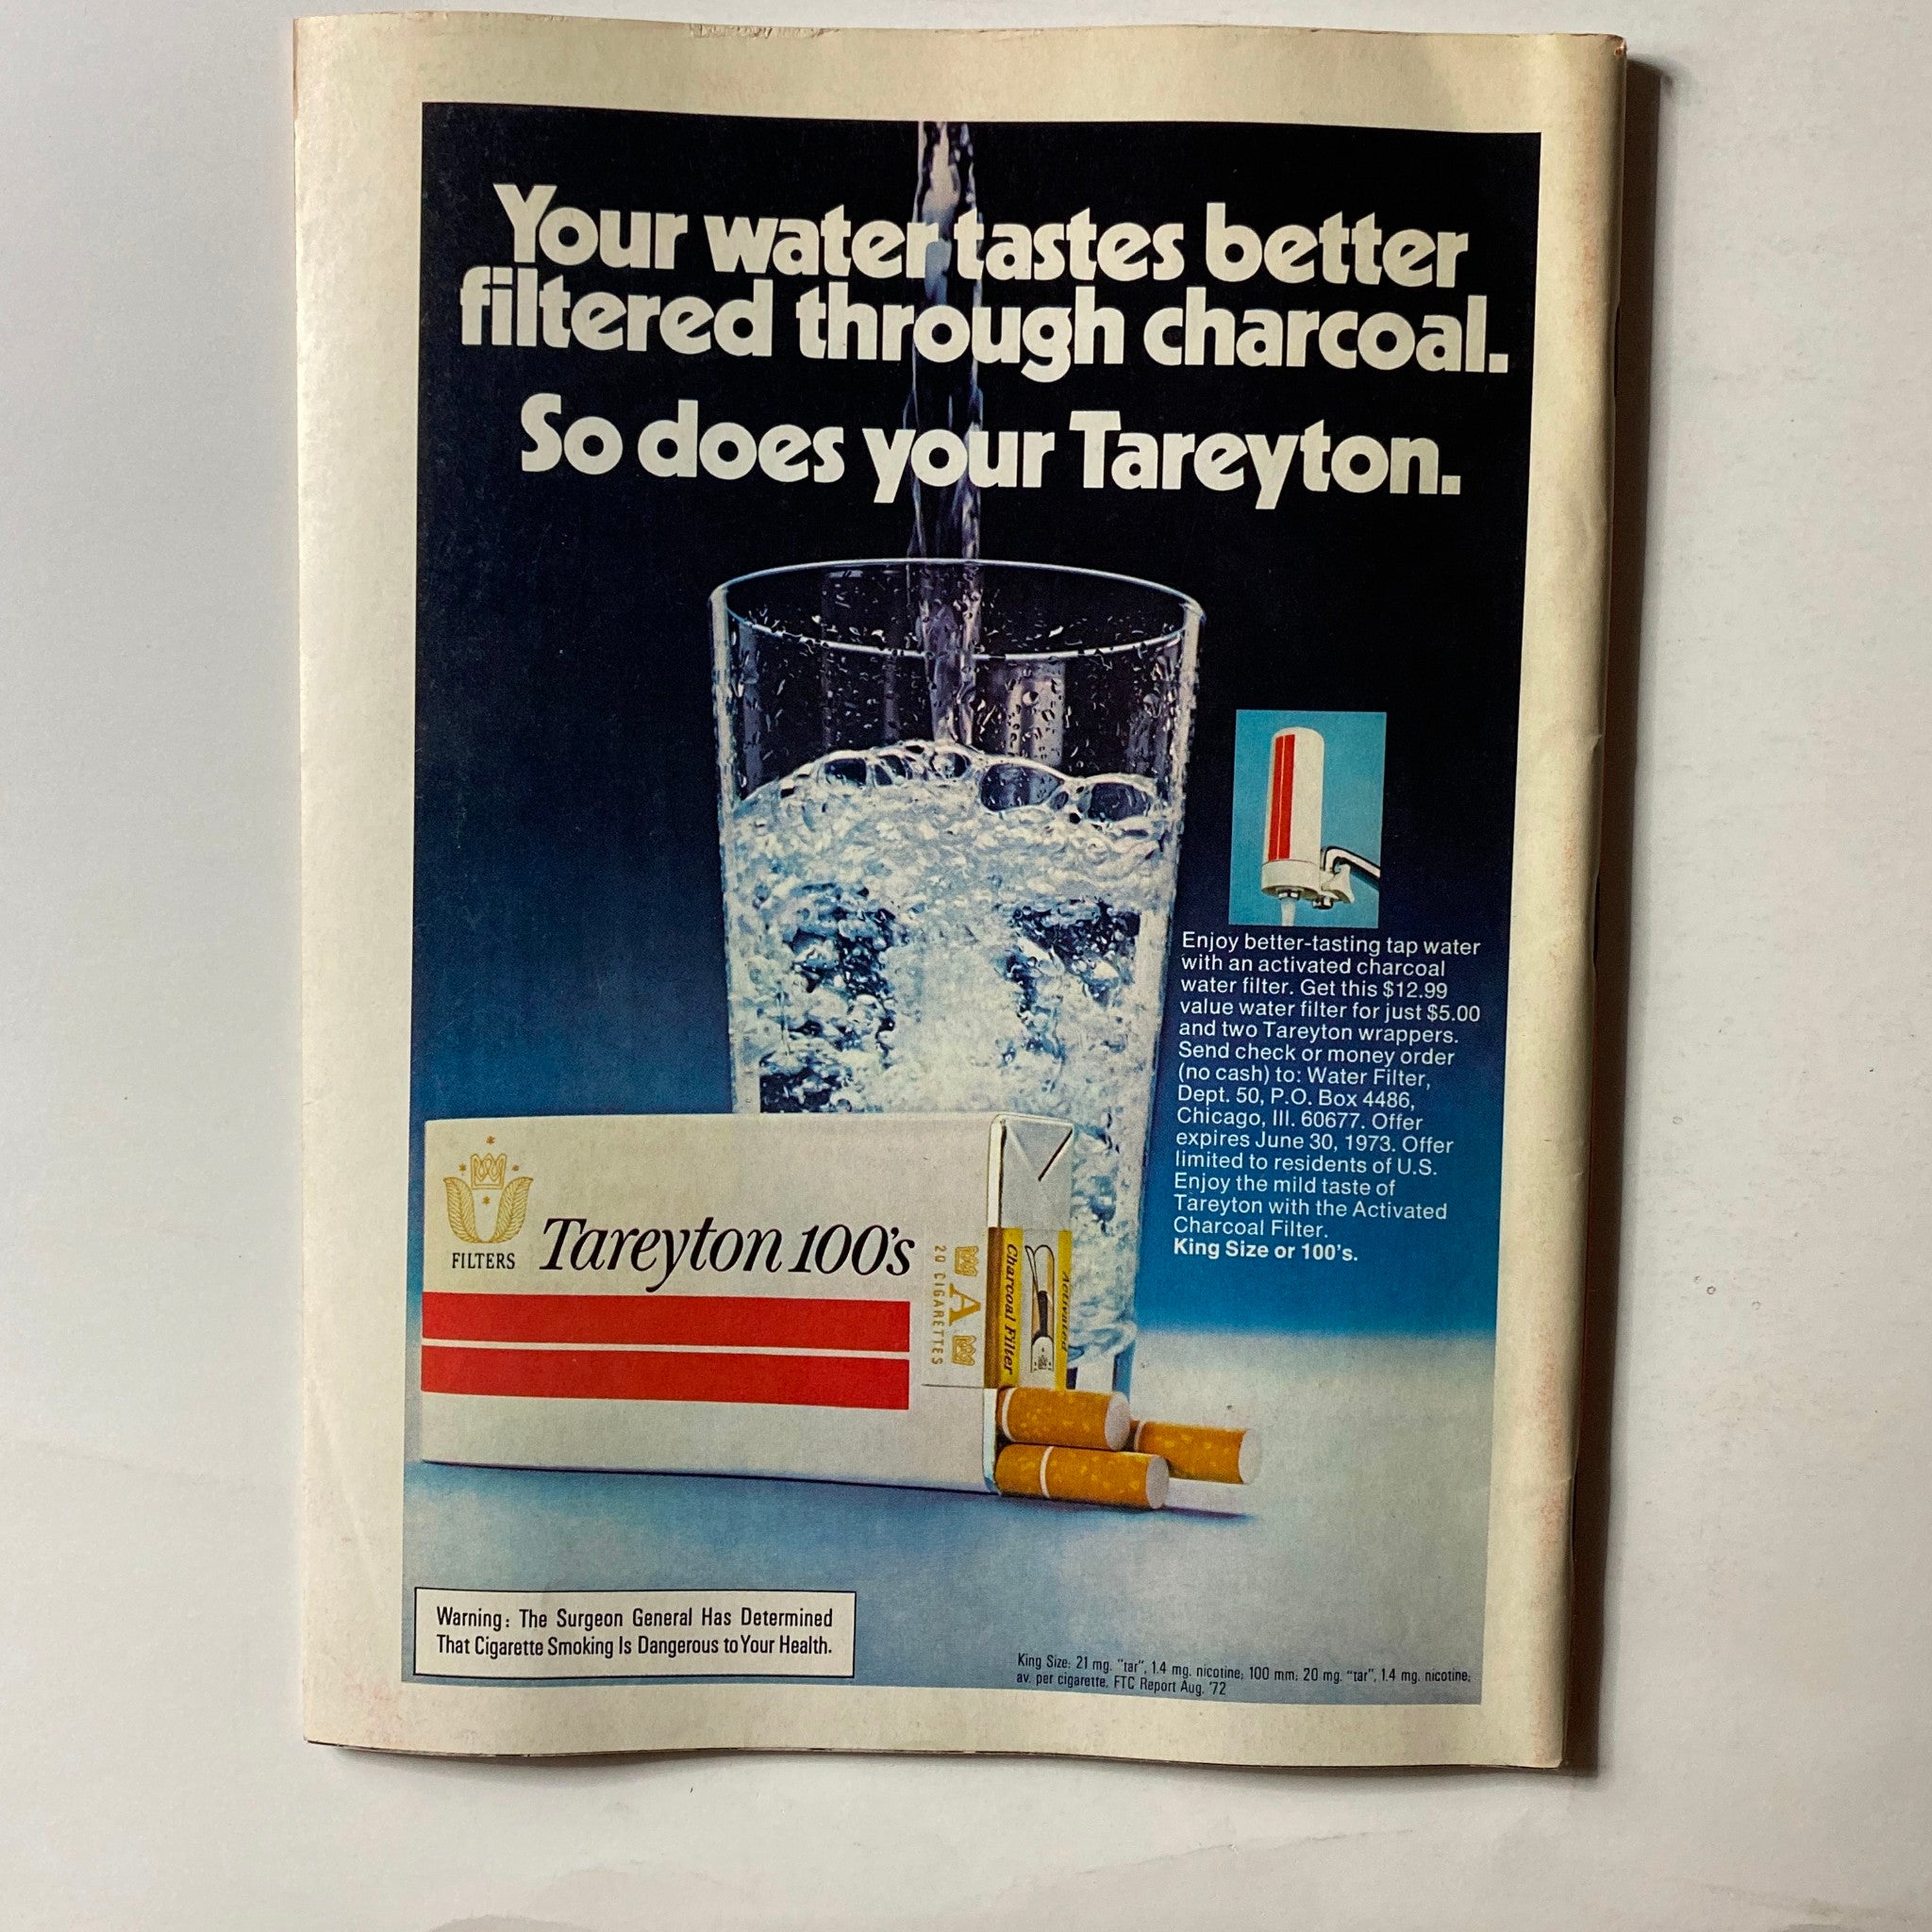 Your water tastes better
filtered through charcoal.
So does your Tareyton.
Enjoy better-tasting tap water
with an activated charcoal
water filter. Get this $12.99
value water filter for just $5.00
and two Tareyton wrappers.
Send check or money order
(no cash) to: Water Filter,
Dept. 50, P.O. Box 4486,
Chicago, Ill. 60677. Offer
expires June 30, 1973. Offer
limited to residents of U.S.
Enjoy the mild taste of
Tareyton with the Activated
Charcoal Filter.
King Size or 100's.
FILTERS
Tareyton 100's
A
20 CIGARETTES
Activated
Charcoal Filter
Warning: The Surgeon General Has Determined
That Cigarette Smoking Is Dangerous to Your Health.
King Size: 21 mg. "tar", 1.4 mg. nicotine; 100 mm: 20 mg. "tar", 1.4 mg. nicotine;
av. per cigarette, FTC Report Aug. '72